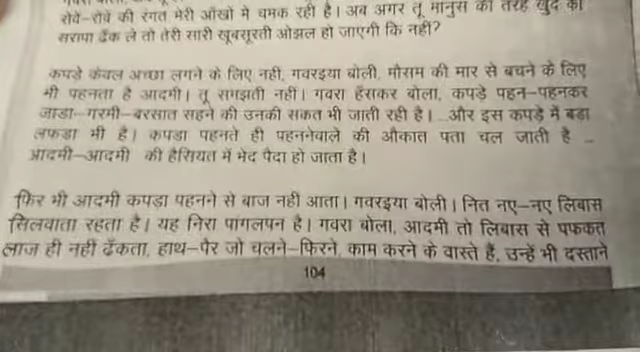 रोवें-रोवें की रंगत मेरी आँखों मे चमक रही है। अब अगर तू मानुस की तरह खुद को
सरापा ढँक ले तो तेरी सारी खूबसूरती ओझल हो जाएगी कि नहीं?
कपड़े केवल अच्छा लगने के लिए नहीं, गवरइया बोली, मौसम की मार से बचने के लिए
भी पहनता है आदमी। तू समझती नहीं। गवरा हँसकर बोला, कपड़े पहन-पहनकर
जाड़ा-गरमी-बरसात सहने की उनकी सकत भी जाती रही है। ...और इस कपड़े में बड़ा
लफड़ा भी है। कपड़ा पहनते ही पहननेवाले की औकात पता चल जाती है ...
आदमी-आदमी की हैसियत में भेद पैदा हो जाता है।
फिर भी आदमी कपड़ा पहनने से बाज नहीं आता। गवरइया बोली। नित नए-नए लिबास
सिलवाता रहता है। यह निरा पागलपन है। गवरा बोला, आदमी तो लिबास से पफकत
लाज ही नहीं ढँकता, हाथ-पैर जो चलने-फिरने, काम करने के वास्ते हैं, उन्हें भी दस्ताने
104